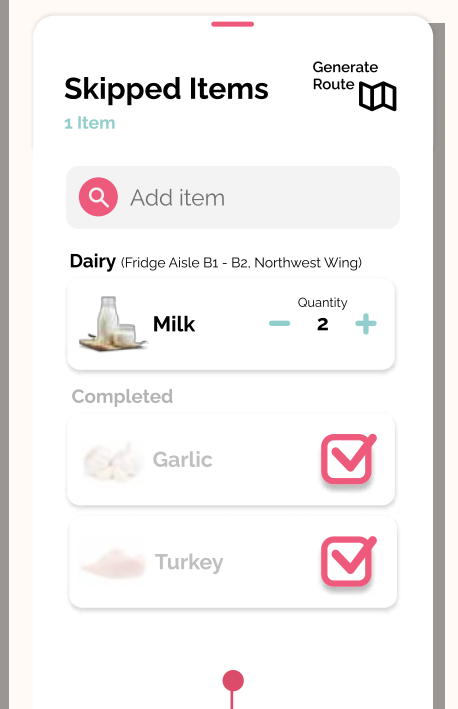 Skipped Items
Generate
Route
1 Item
Add item
Dairy (Fridge Aisle B1 - B2, Northwest Wing)
Milk
Quantity
2
Completed
Garlic
Turkey